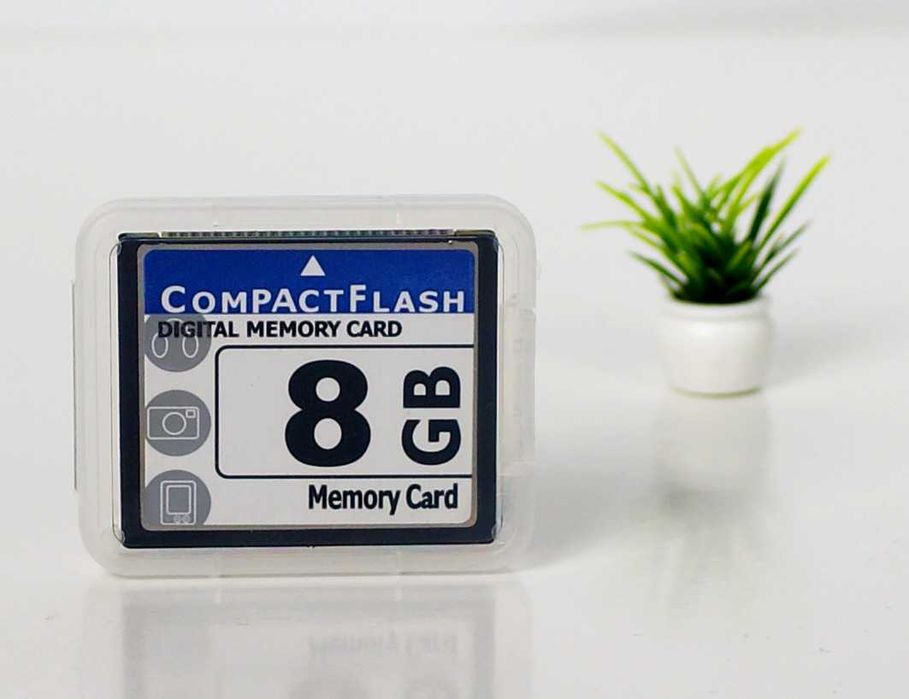 COMPACTFLASH
DIGITAL MEMORY CARD
8 GB
Memory Card